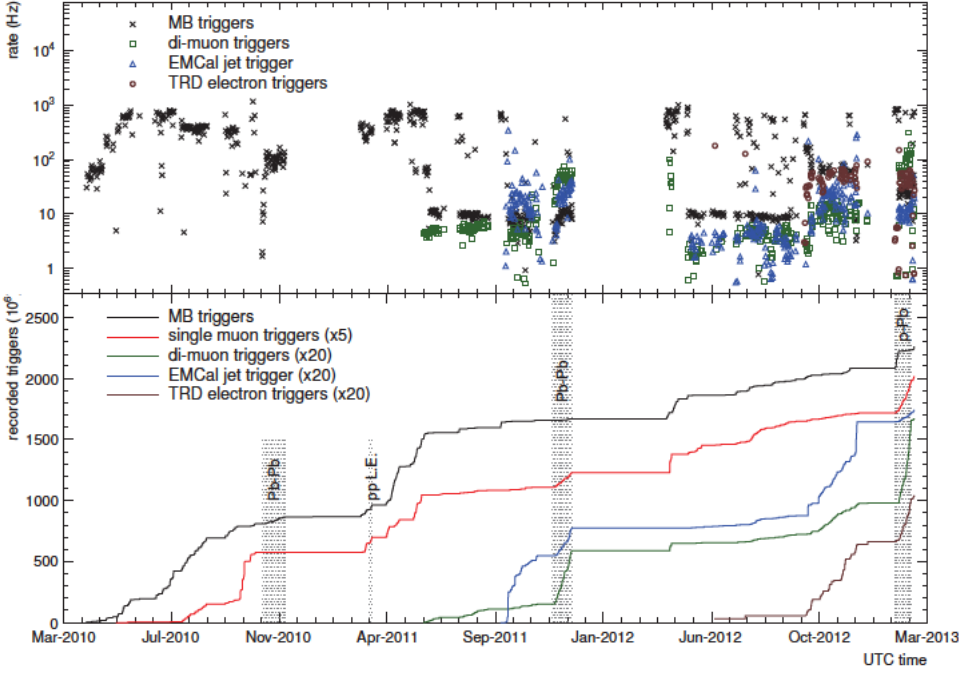 rate (Hz)
MB triggers
di-muon triggers
EMCal jet trigger
TRD electron triggers
10⁴
10³
10²
10
1
recorded triggers (10⁶
MB triggers
single muon triggers (x5)
di-muon triggers (x20)
EMCal jet trigger (x20)
TRD electron triggers (x20)
2500
2000
1500
1000
500
0
Pb-Pb
pp L.E.
Pb-Pb
p-Pb
Mar-2010
Jul-2010
Nov-2010
Apr-2011
Sep-2011
Jan-2012
Jun-2012
Oct-2012
Mar-2013
UTC time